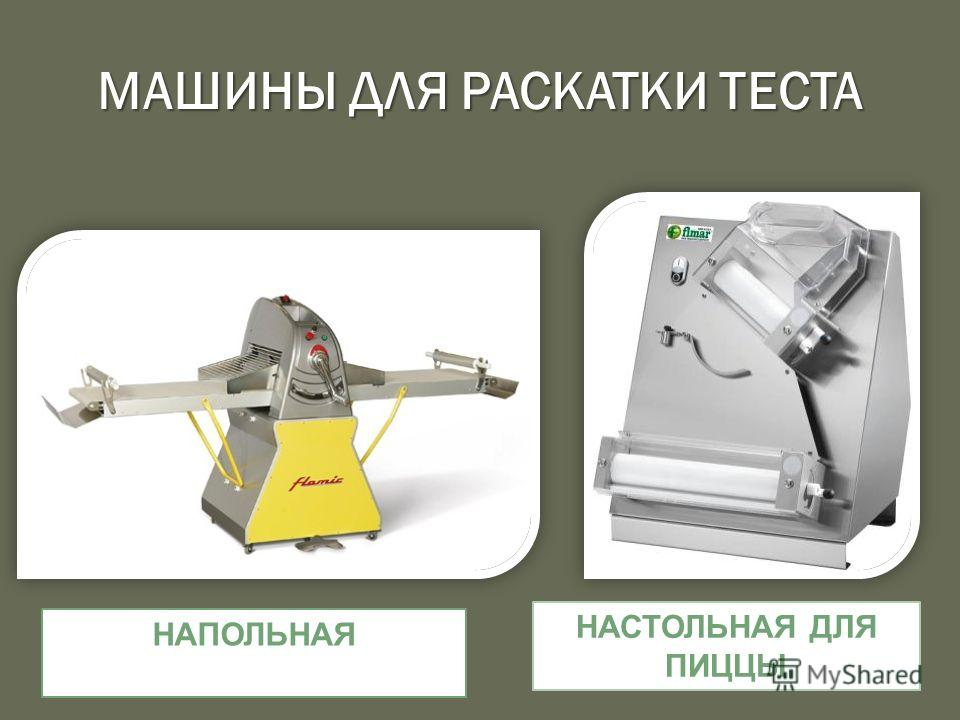 МАШИНЫ ДЛЯ РАСКАТКИ ТЕСТА
fimar
flamic
НАПОЛЬНАЯ
НАСТОЛЬНАЯ ДЛЯ
ПИЦЦЫ
MyShared